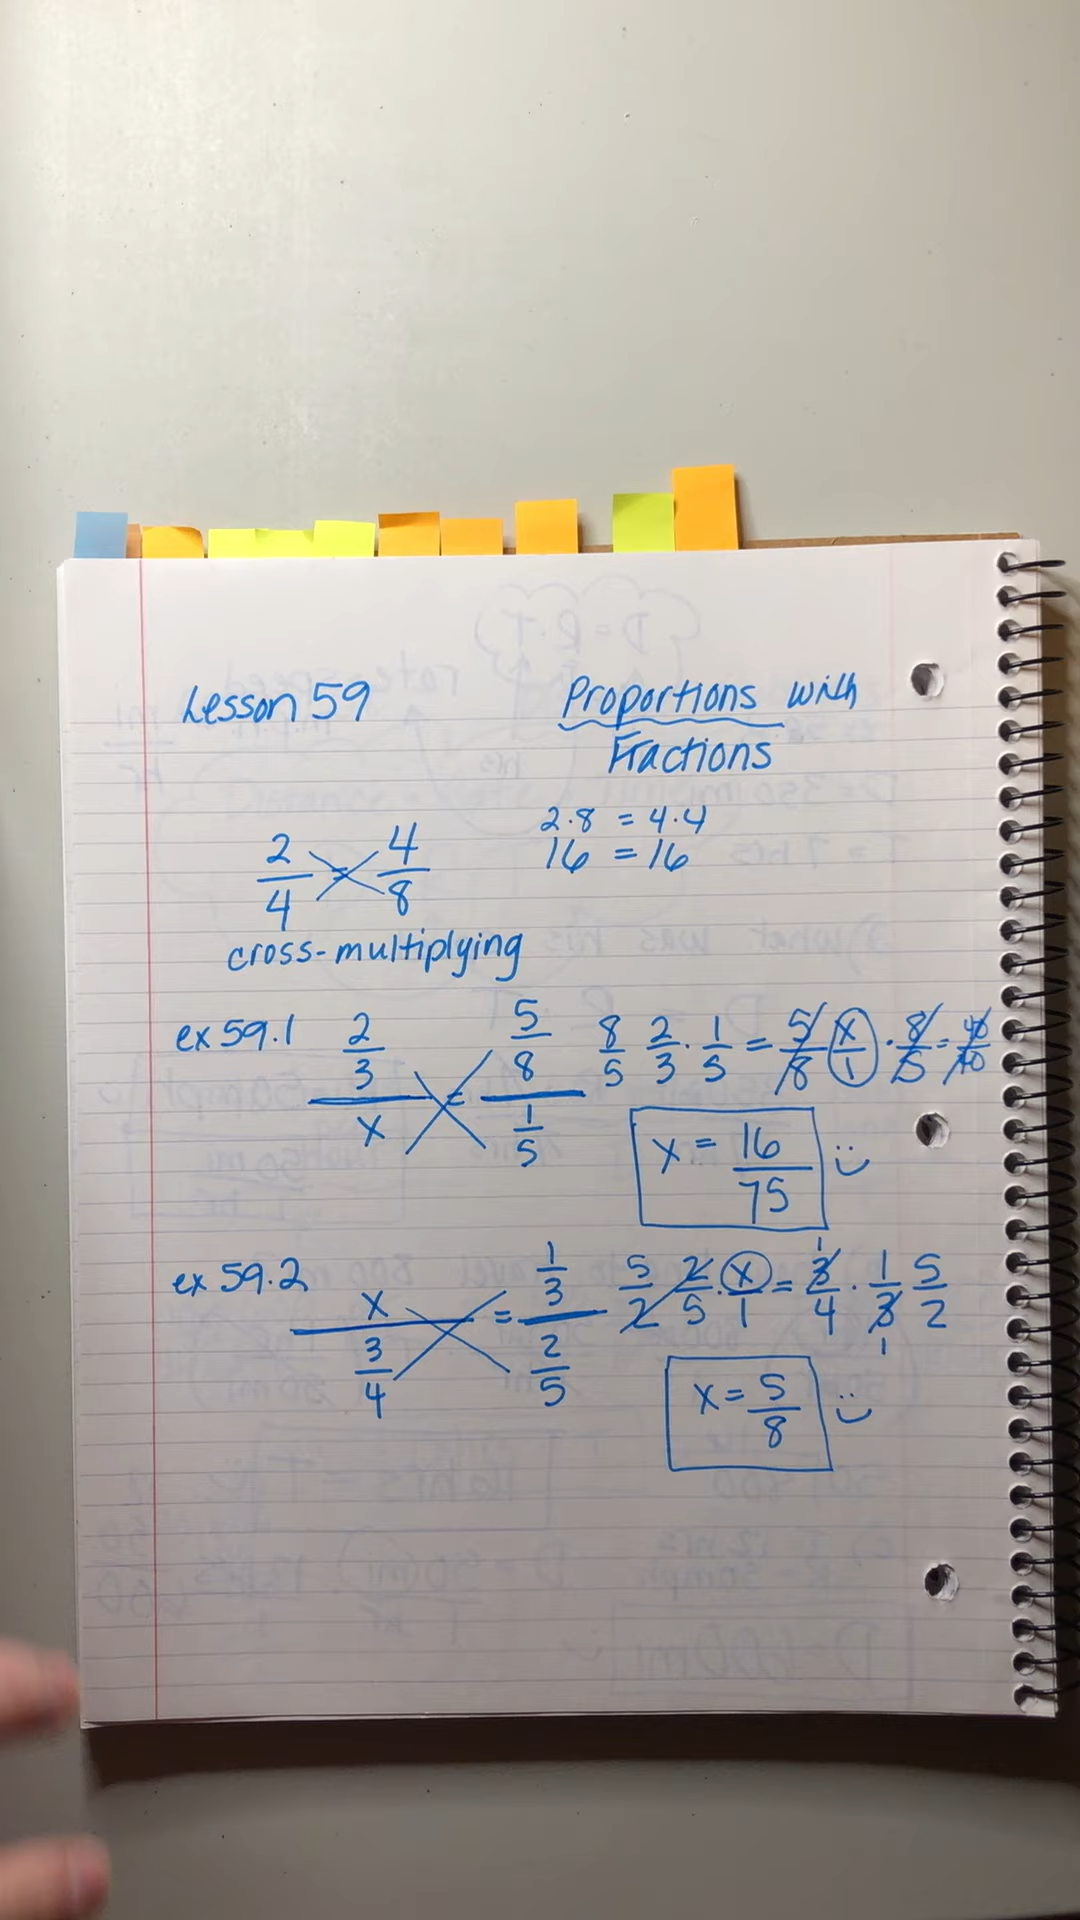 Lesson 59
Proportions with
Fractions
2/4 = 4/8
2·8 = 4·4
16 = 16
cross-multiplying
ex 59.1
(2/3)/x = (5/8)/(1/5)
8/5 2/3 · 1/5 = 5/8 x/1 · 8/5 = 40/40
x = 16/75
ex 59.2
x/(3/4) = (1/3)/(2/5)
5/2 2/5 · x/1 = 3/4 · 1/3 5/2
1
1
x = 5/8